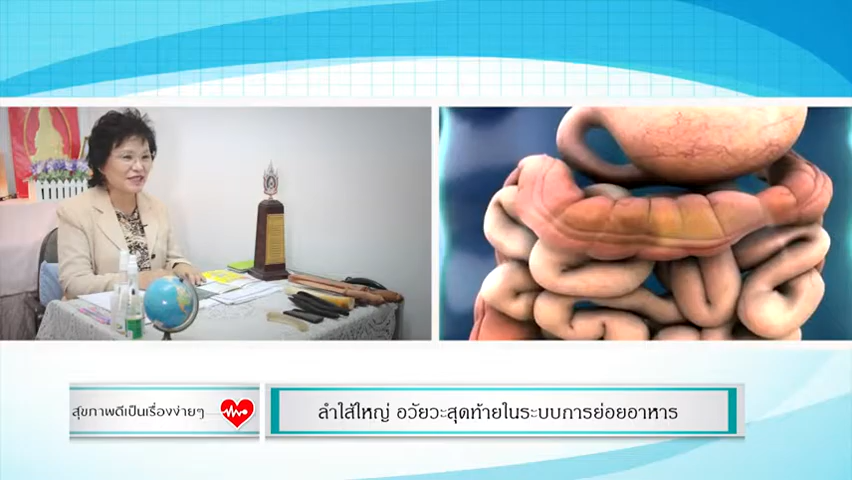 สุขภาพดีเป็นเรื่องง่ายๆ
ลำไส้ใหญ่ อวัยวะสุดท้ายในระบบการย่อยอาหาร